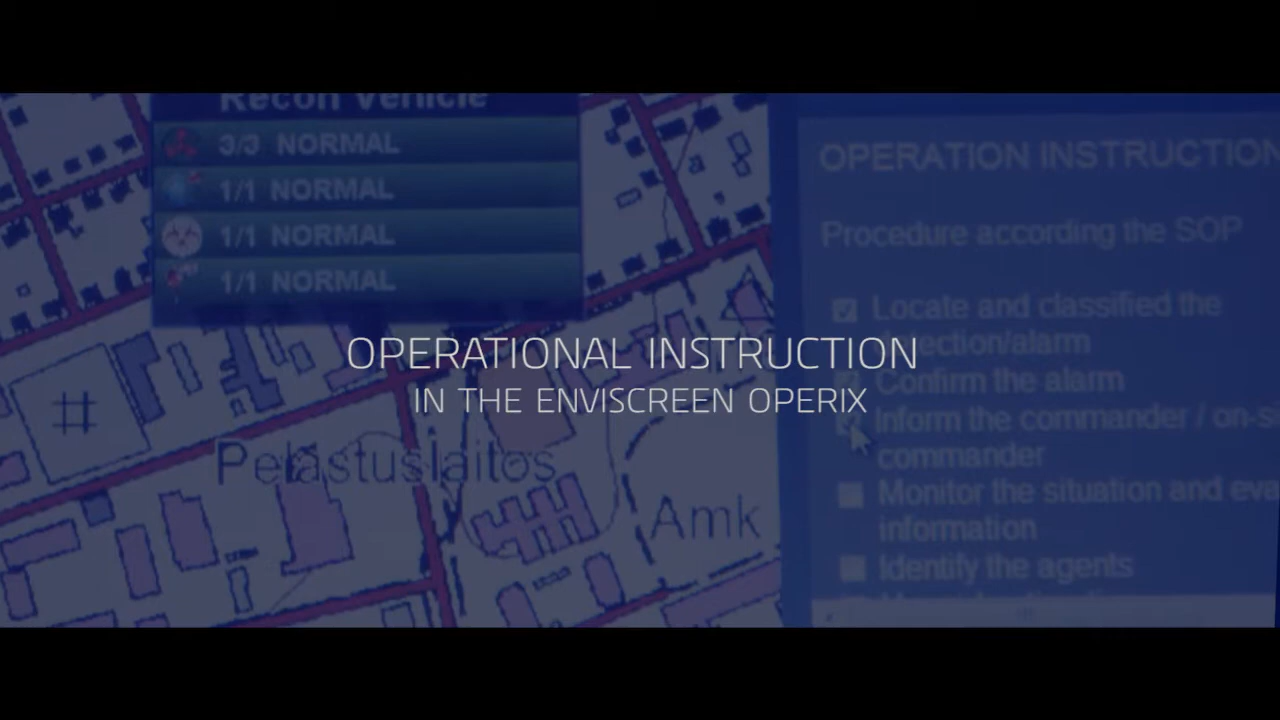 Recon Vehicle
3/3 NORMAL
1/1 NORMAL
1/1 NORMAL
1/1 NORMAL
OPERATION INSTRUCTION
Procedure according the SOP
Locate and classified the
detection/alarm
Confirm the alarm
Inform the commander / on-s
commander
Monitor the situation and eva
information
Identify the agents
OPERATIONAL INSTRUCTION
IN THE ENVISCREEN OPERIX
Pelastuslaitos
Amk